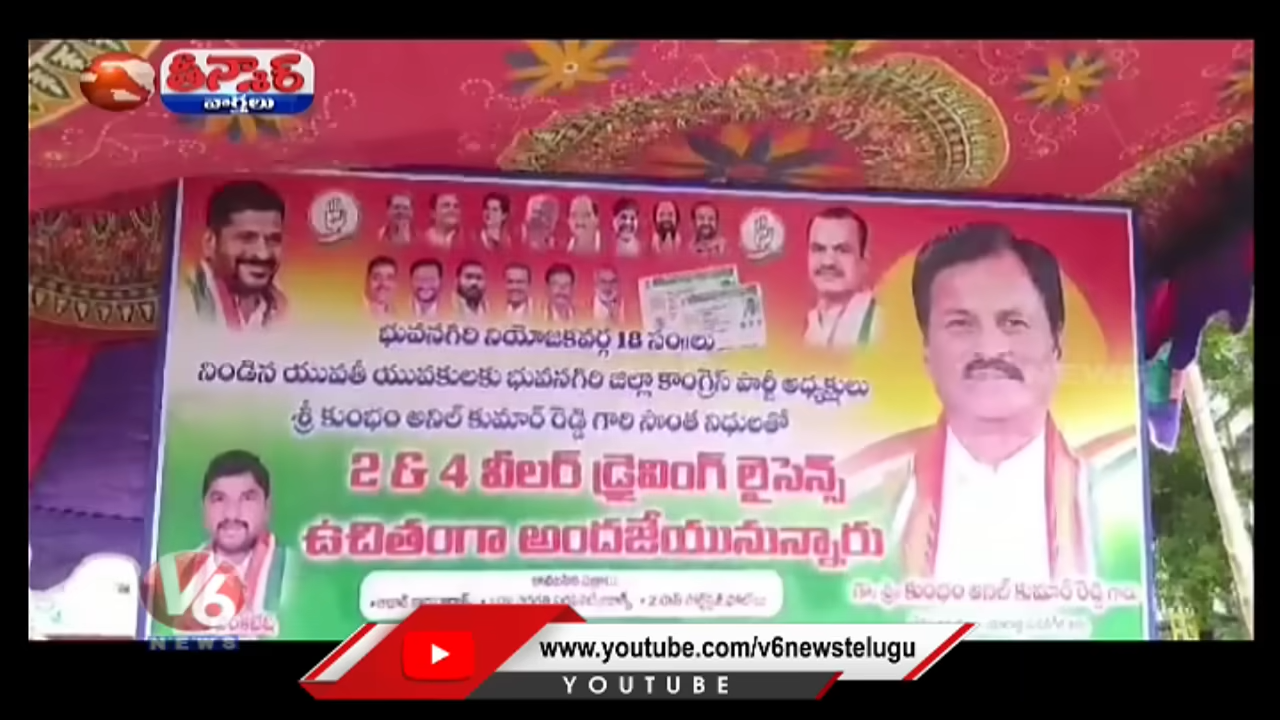 తీన్మార్
వార్తలు
భువనగిరి నియోజకవర్గ 18 సం॥లు
నిండిన యువతీ యువకులకు భువనగిరి జిల్లా కాంగ్రెస్ పార్టీ అధ్యక్షులు
శ్రీ కుంభం అనిల్ కుమార్ రెడ్డి గారి సొంత నిధులతో
2 & 4 వీలర్ డ్రైవింగ్ లైసెన్స్
ఉచితంగా అందజేయనున్నారు
గౌ. శ్రీ. కుంభం అనిల్ కుమార్ రెడ్డి గారు
V6
NEWS
www.youtube.com/v6newstelugu
YOUTUBE